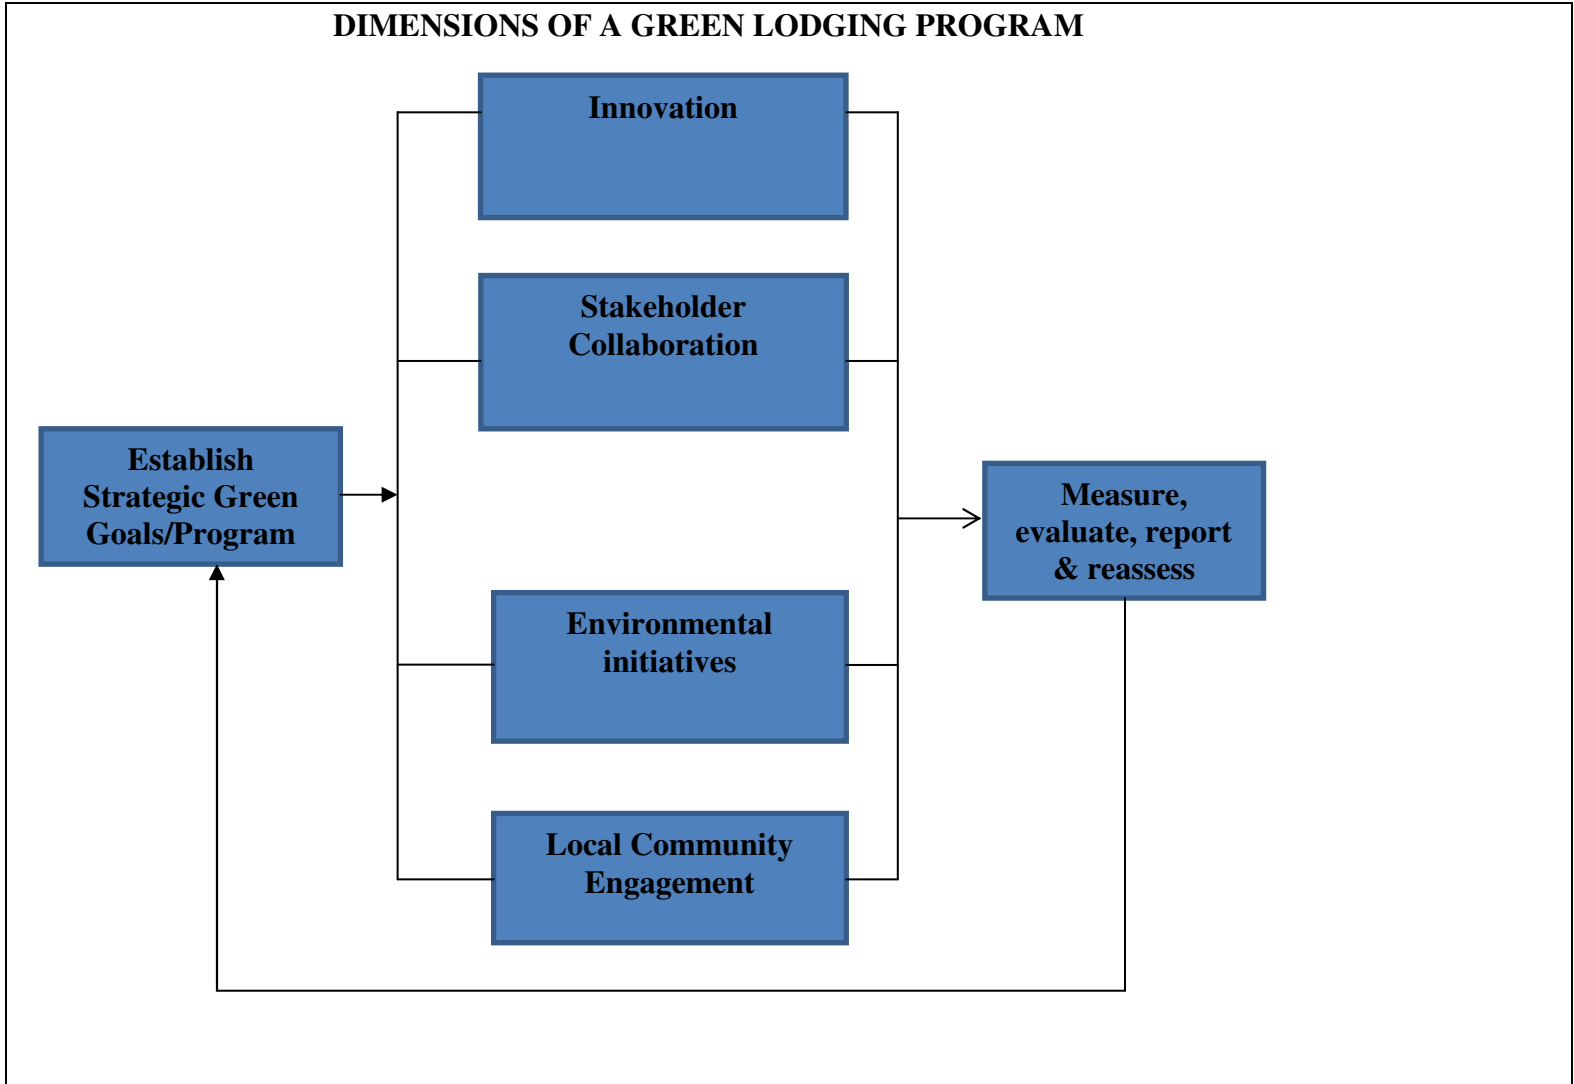 DIMENSIONS OF A GREEN LODGING PROGRAM
Innovation
Stakeholder
Collaboration
Establish
Strategic Green
Goals/Program
Measure,
evaluate, report
& reassess
Environmental
initiatives
Local Community
Engagement